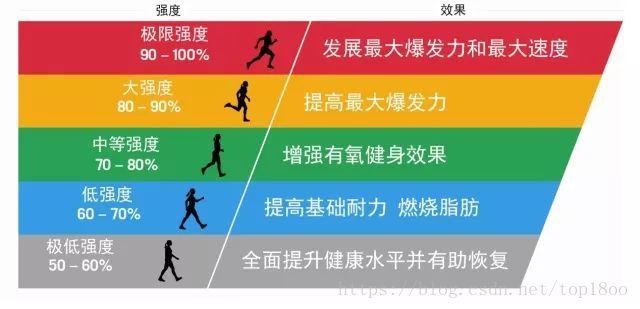 强度
效果
极限强度
90 – 100%
发展最大爆发力和最大速度
大强度
80 – 90%
提高最大爆发力
中等强度
70 – 80%
增强有氧健身效果
低强度
60 – 70%
提高基础耐力 燃烧脂肪
极低强度
50 – 60%
全面提升健康水平并有助恢复
https://blog.csdn.net/top18oo